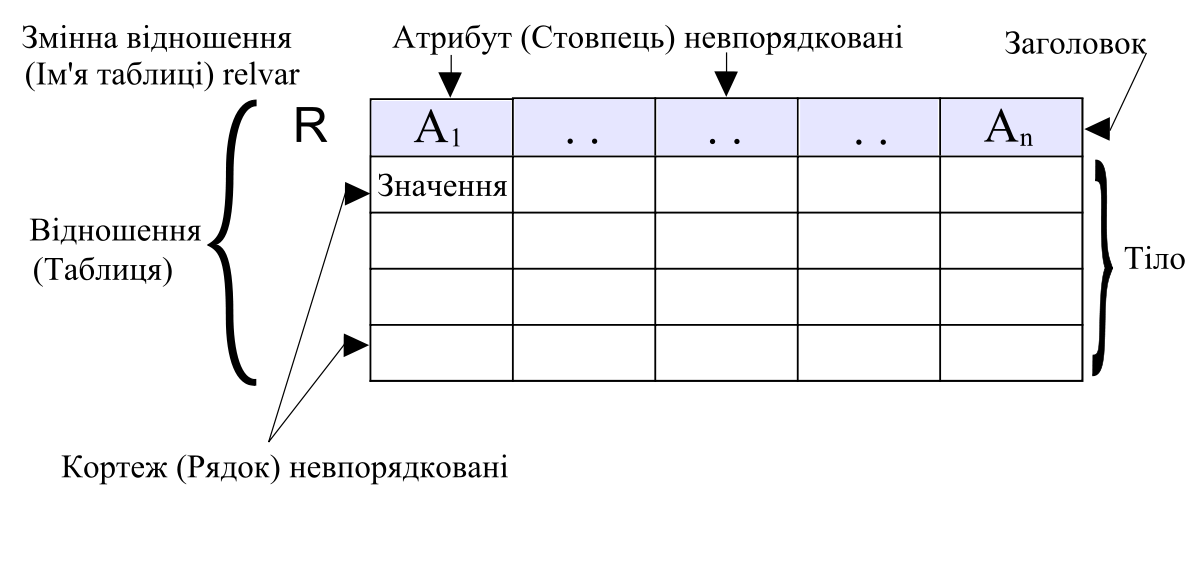 Змінна відношення
(Ім'я таблиці) relvar
Атрибут (Стовпець) невпорядковані
Заголовок
R
A1 . . . . . . An
Значення
Відношення
(Таблиця)
Тіло
Кортеж (Рядок) невпорядковані